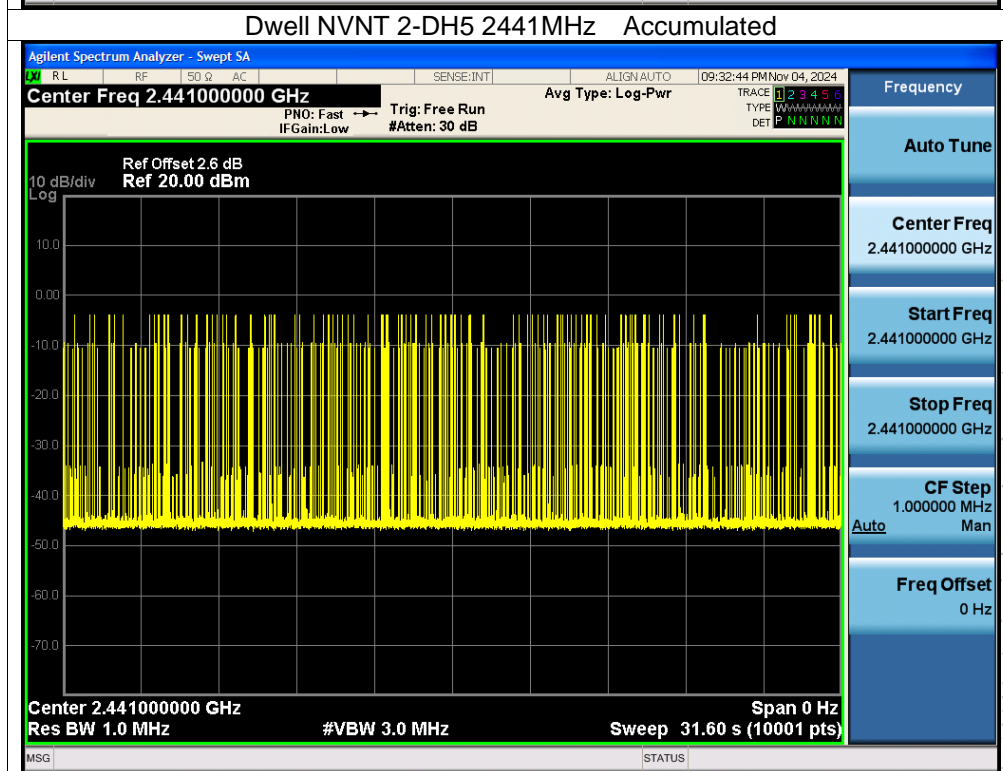 Dwell NVNT 2-DH5 2441MHz Accumulated
Agilent Spectrum Analyzer - Swept SA
LXI RL RF 50 Ω AC SENSE:INT ALIGN AUTO 09:32:44 PM Nov 04, 2024
Center Freq 2.441000000 GHz Avg Type: Log-Pwr TRACE 1 2 3 4 5 6
PNO: Fast Trig: Free Run TYPE WWWWWW
IFGain:Low #Atten: 30 dB DET P N N N N N
Ref Offset 2.6 dB
10 dB/div Ref 20.00 dBm
Log
10.0
0.00
-10.0
-20.0
-30.0
-40.0
-50.0
-60.0
-70.0
Center 2.441000000 GHz Span 0 Hz
Res BW 1.0 MHz #VBW 3.0 MHz Sweep 31.60 s (10001 pts)
MSG STATUS
Frequency
Auto Tune
Center Freq
2.441000000 GHz
Start Freq
2.441000000 GHz
Stop Freq
2.441000000 GHz
CF Step
1.000000 MHz
Auto Man
Freq Offset
0 Hz